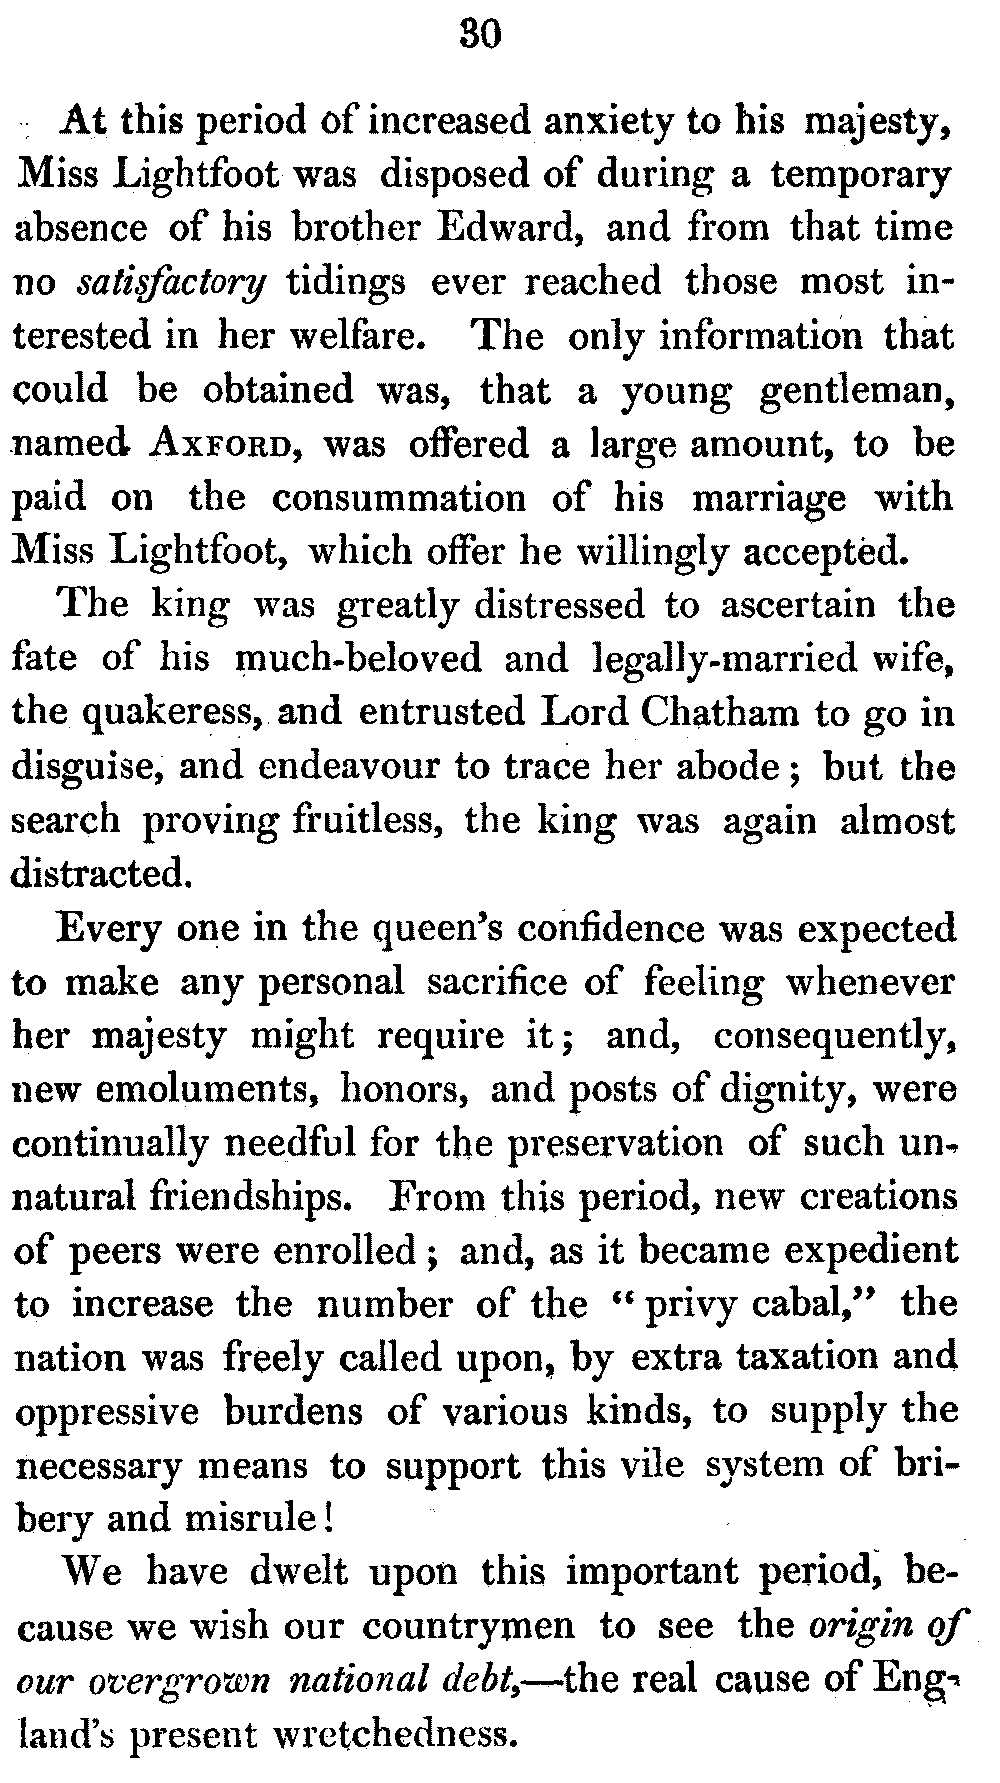 30
At this period of increased anxiety to his majesty,
Miss Lightfoot was disposed of during a temporary
absence of his brother Edward, and from that time
no satisfactory tidings ever reached those most in-
terested in her welfare. The only information that
could be obtained was, that a young gentleman,
named AXFORD, was offered a large amount, to be
paid on the consummation of his marriage with
Miss Lightfoot, which offer he willingly accepted.
The king was greatly distressed to ascertain the
fate of his much-beloved and legally-married wife,
the quakeress, and entrusted Lord Chatham to go in
disguise, and endeavour to trace her abode; but the
search proving fruitless, the king was again almost
distracted.
Every one in the queen's confidence was expected
to make any personal sacrifice of feeling whenever
her majesty might require it; and, consequently,
new emoluments, honors, and posts of dignity, were
continually needful for the preservation of such un-
natural friendships. From this period, new creations
of peers were enrolled; and, as it became expedient
to increase the number of the "privy cabal," the
nation was freely called upon, by extra taxation and
oppressive burdens of various kinds, to supply the
necessary means to support this vile system of bri-
bery and misrule!
We have dwelt upon this important period, be-
cause we wish our countrymen to see the origin of
our overgrown national debt,—the real cause of Eng-
land's present wretchedness.